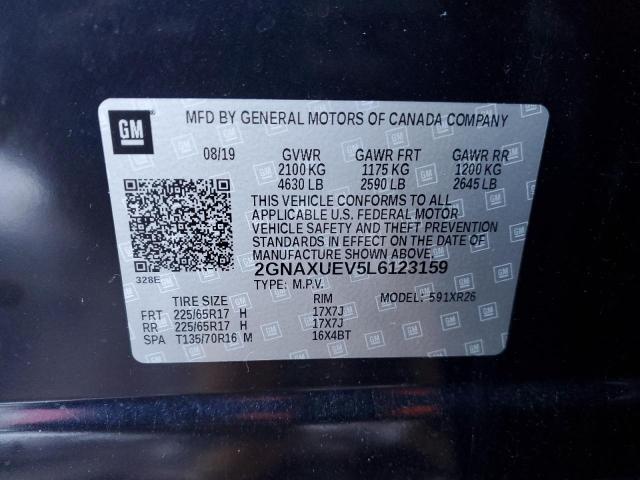 GM
MFD BY GENERAL MOTORS OF CANADA COMPANY
08/19 GVWR GAWR FRT GAWR RR
2100 KG 1175 KG 1200 KG
4630 LB 2590 LB 2645 LB
THIS VEHICLE CONFORMS TO ALL
APPLICABLE U.S. FEDERAL MOTOR
VEHICLE SAFETY AND THEFT PREVENTION
STANDARDS IN EFFECT ON THE DATE OF
MANUFACTURE SHOWN ABOVE.
2GNAXUEV5L6123159
328E
TYPE: M.P.V. MODEL: 591XR26
TIRE SIZE RIM
FRT 225/65R17 H 17X7J
RR 225/65R17 H 17X7J
SPA T135/70R16 M 16X4BT